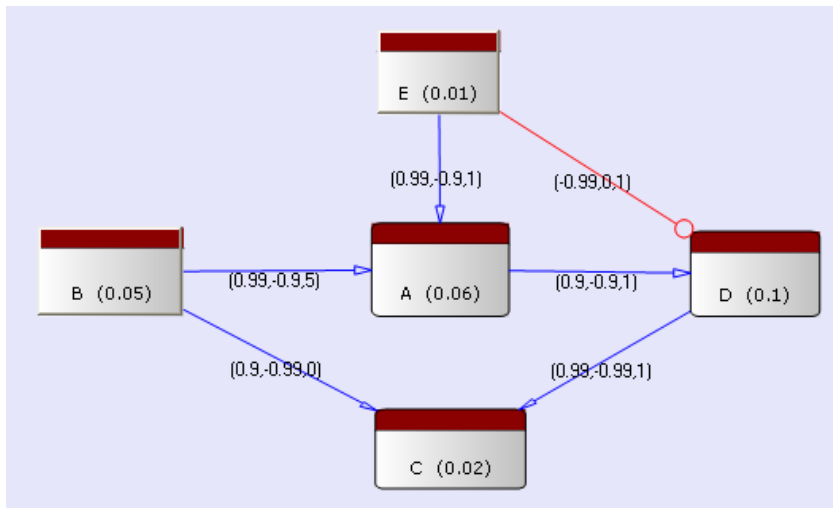 E (0.01)
(0.99,-0.9,1)
(-0.99,0,1)
B (0.05)
(0.99,-0.9,5)
A (0.06)
(0.9,-0.9,1)
D (0.1)
(0.9,-0.99,0)
(0.99,-0.99,1)
C (0.02)